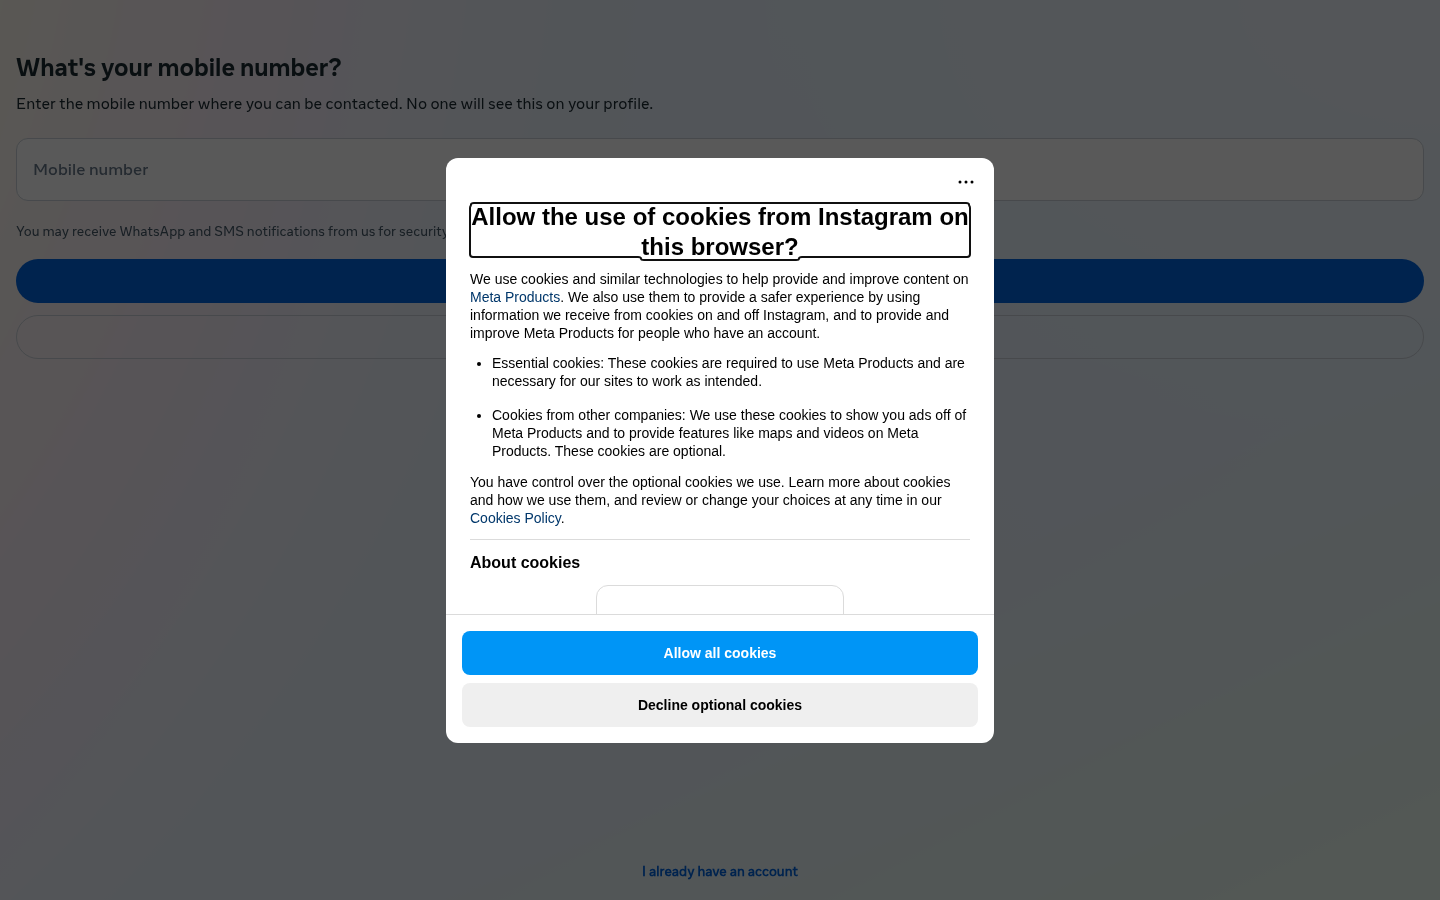 What's your mobile number?
Enter the mobile number where you can be contacted. No one will see this on your profile.
Mobile number
You may receive WhatsApp and SMS notifications from us for security
Allow the use of cookies from Instagram on
this browser?
We use cookies and similar technologies to help provide and improve content on
Meta Products. We also use them to provide a safer experience by using
information we receive from cookies on and off Instagram, and to provide and
improve Meta Products for people who have an account.
• Essential cookies: These cookies are required to use Meta Products and are
necessary for our sites to work as intended.
• Cookies from other companies: We use these cookies to show you ads off of
Meta Products and to provide features like maps and videos on Meta
Products. These cookies are optional.
You have control over the optional cookies we use. Learn more about cookies
and how we use them, and review or change your choices at any time in our
Cookies Policy.
About cookies
Allow all cookies
Decline optional cookies
I already have an account